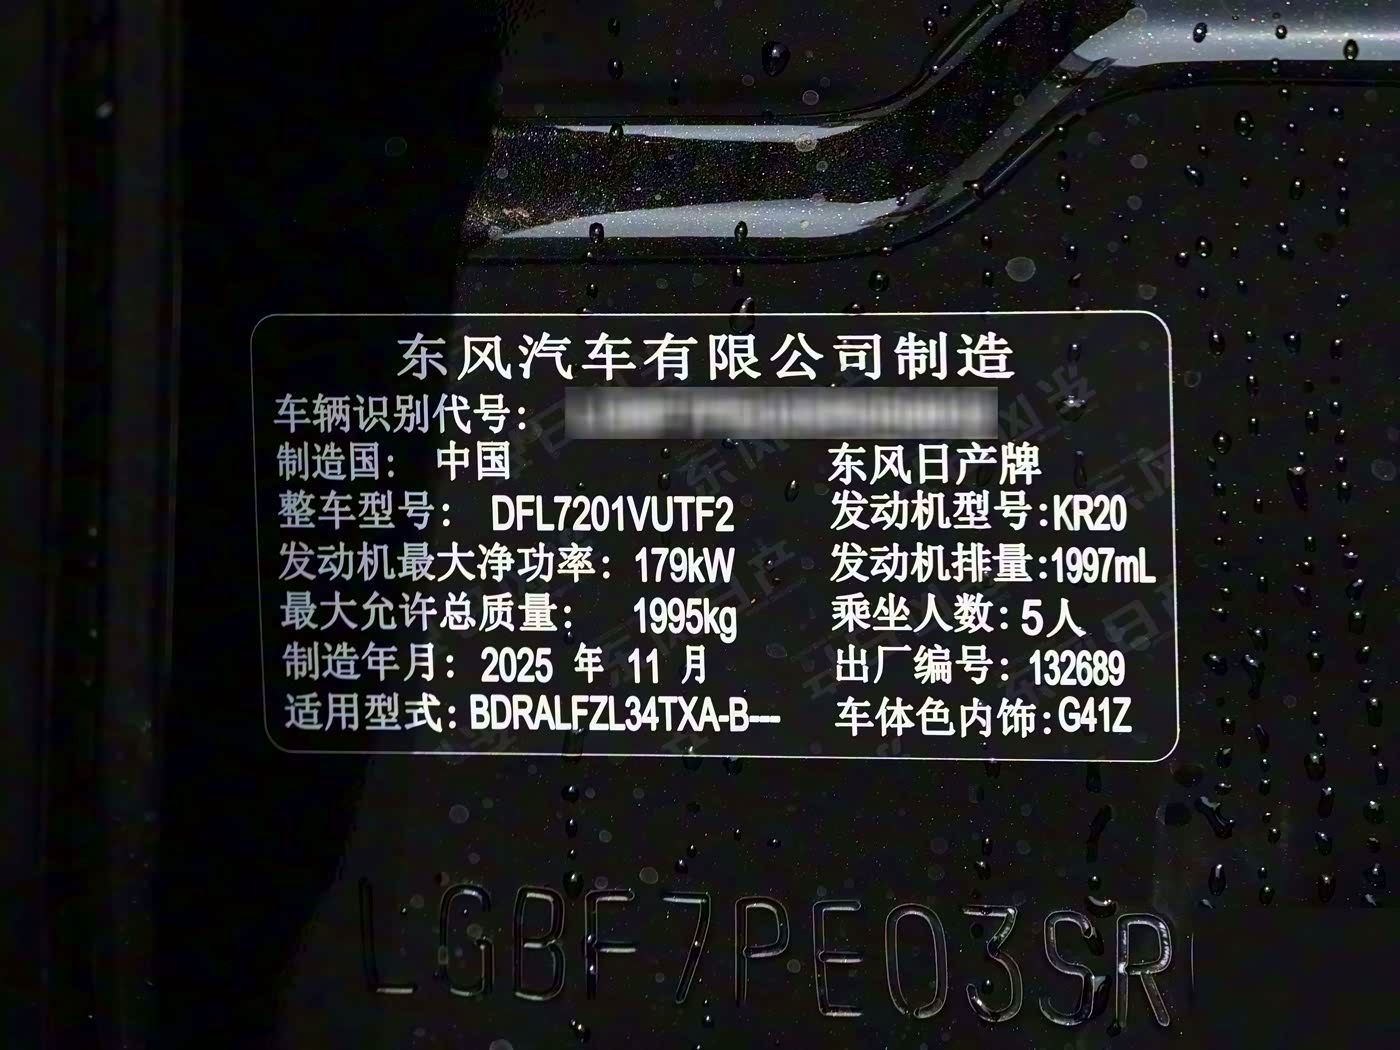 东风汽车有限公司制造
车辆识别代号：
制造国： 中国 东风日产牌
整车型号： DFL7201VUTF2 发动机型号：KR20
发动机最大净功率： 179kW 发动机排量：1997mL
最大允许总质量： 1995kg 乘坐人数：5人
制造年月： 2025 年 11 月 出厂编号： 132689
适用型式：BDRALFZL34TXA-B--- 车体色内饰：G41Z
LGBF7PE03SR